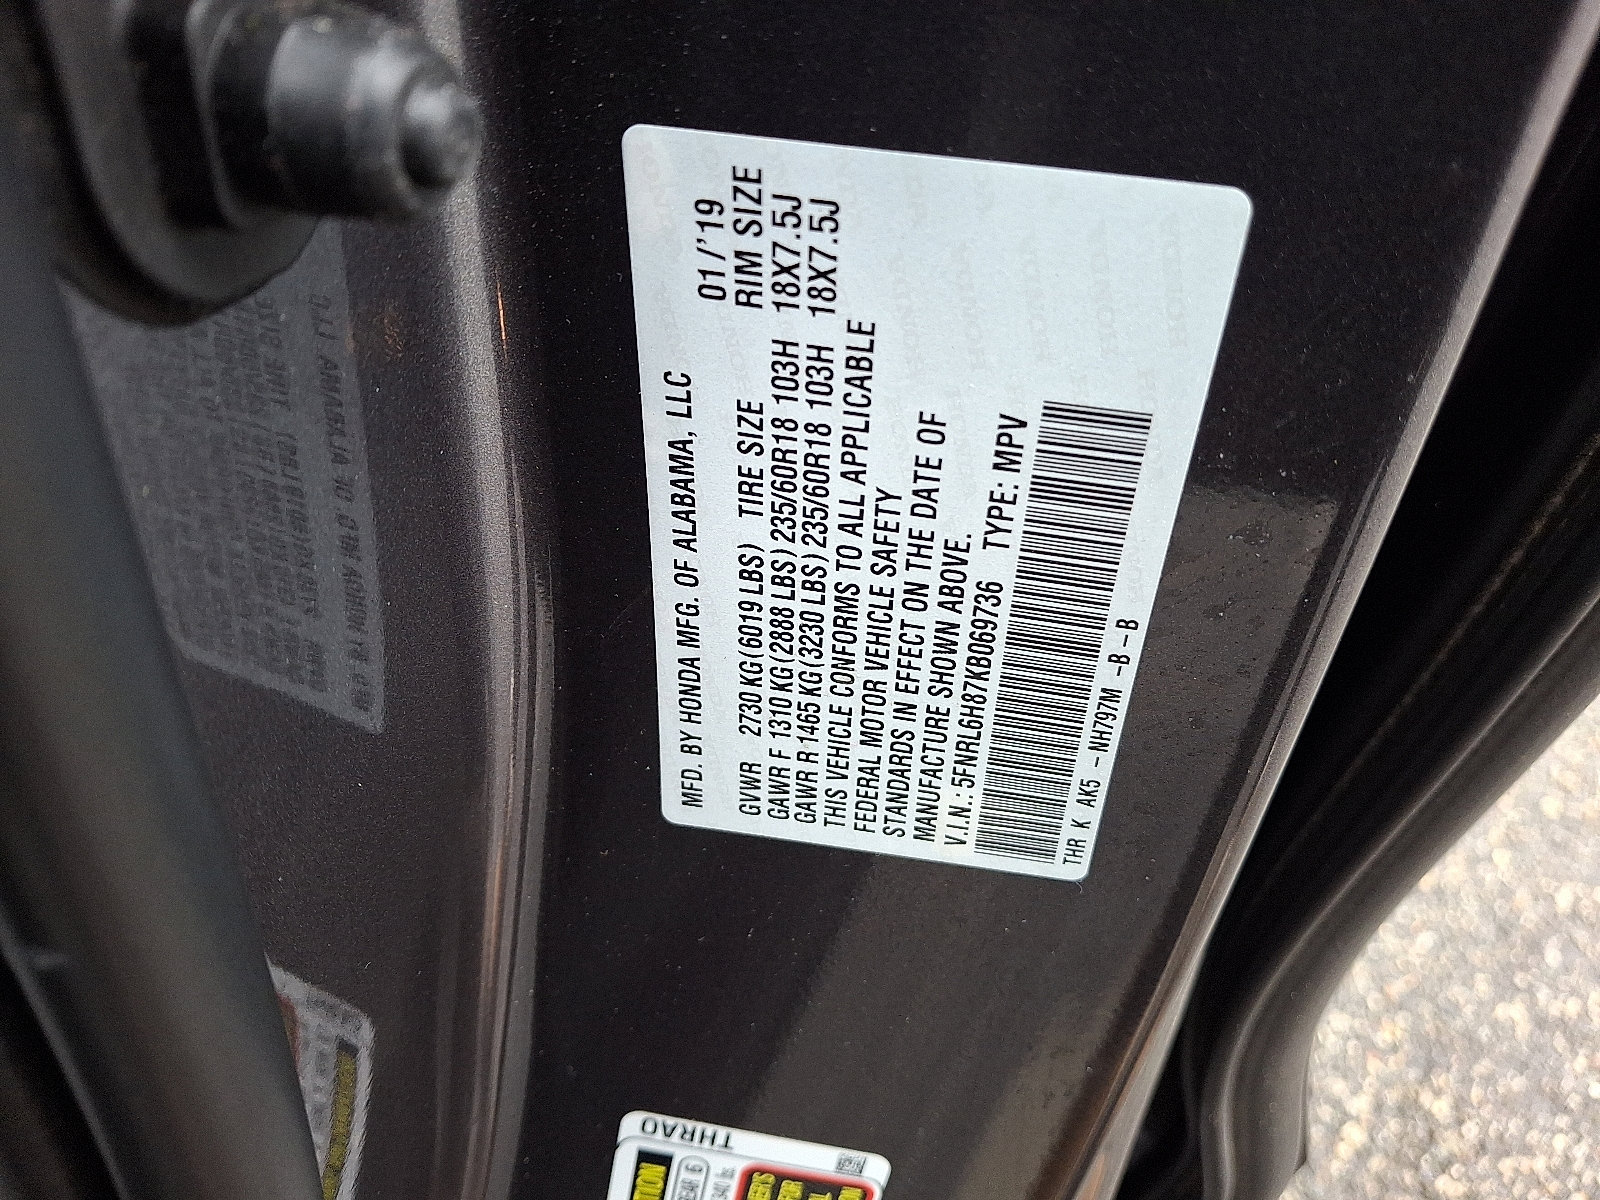 MFD. BY HONDA MFG. OF ALABAMA, LLC 01/'19
GVWR 2730 KG(6019 LBS) TIRE SIZE RIM SIZE
GAWR F 1310 KG(2888 LBS) 235/60R18 103H 18X7.5J
GAWR R 1465 KG(3230 LBS) 235/60R18 103H 18X7.5J
THIS VEHICLE CONFORMS TO ALL APPLICABLE
FEDERAL MOTOR VEHICLE SAFETY
STANDARDS IN EFFECT ON THE DATE OF
MANUFACTURE SHOWN ABOVE.
V.I.N.: 5FNRL6H87KB069736 TYPE: MPV
THR K AK5 - NH797M -B - B
THRA0